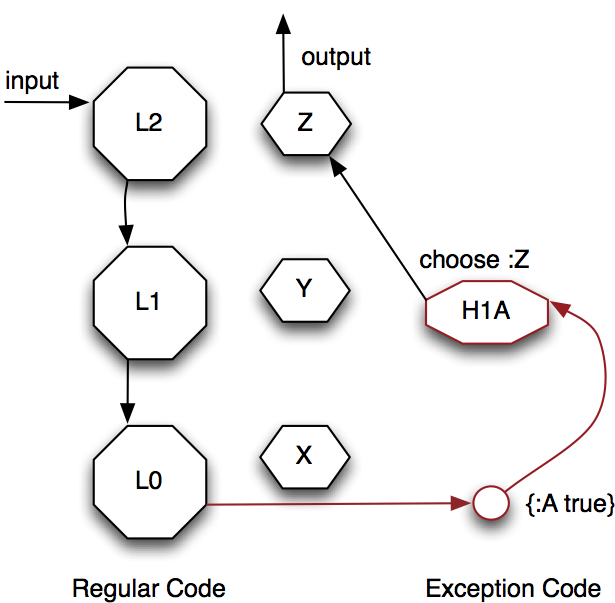 input
output
L2
Z
choose :Z
L1
Y
H1A
L0
X
{:A true}
Regular Code
Exception Code